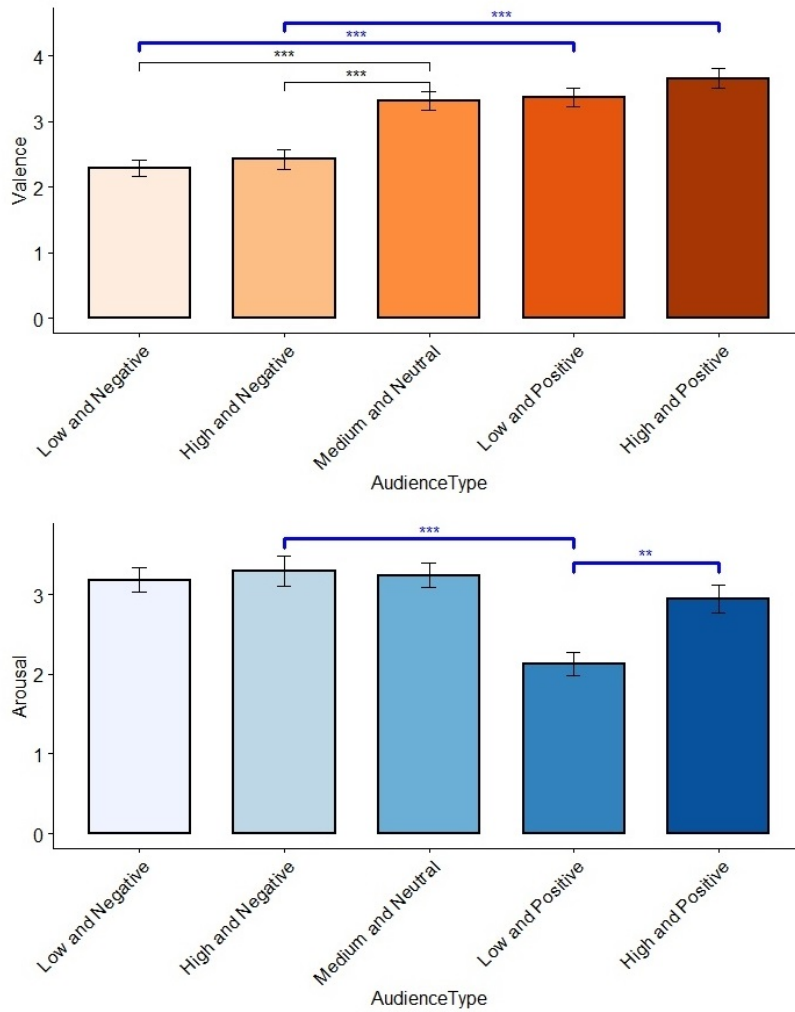 ***
***
***
***
4
3
2
1
0
Valence
Low and Negative
High and Negative
Medium and Neutral
Low and Positive
High and Positive
AudienceType
***
**
3
2
1
0
Arousal
Low and Negative
High and Negative
Medium and Neutral
Low and Positive
High and Positive
AudienceType